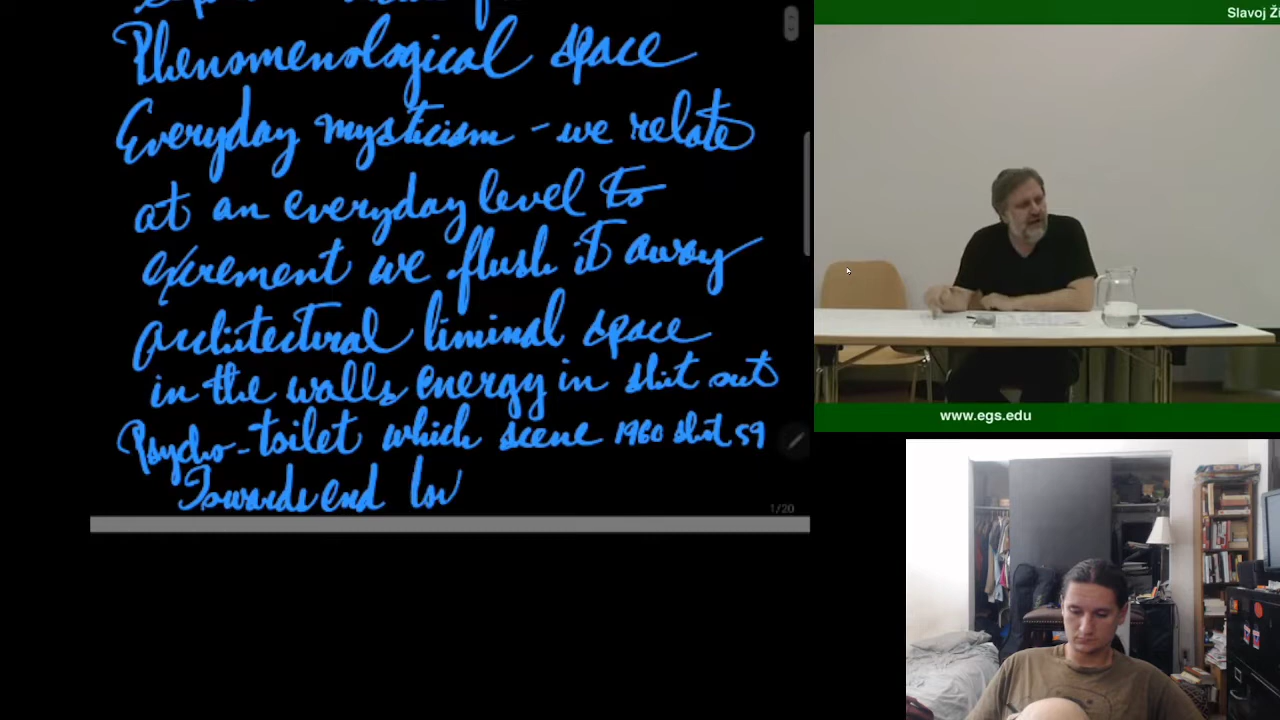 Phenomenological space
Everyday mysticism - we relate
at an everyday level to
excrement we flush it away
architectural liminal space
in the walls energy in shit out
Psycho - toilet which scene 1960 shot 59
Towards end
1/20
Slavoj Ži
www.egs.edu